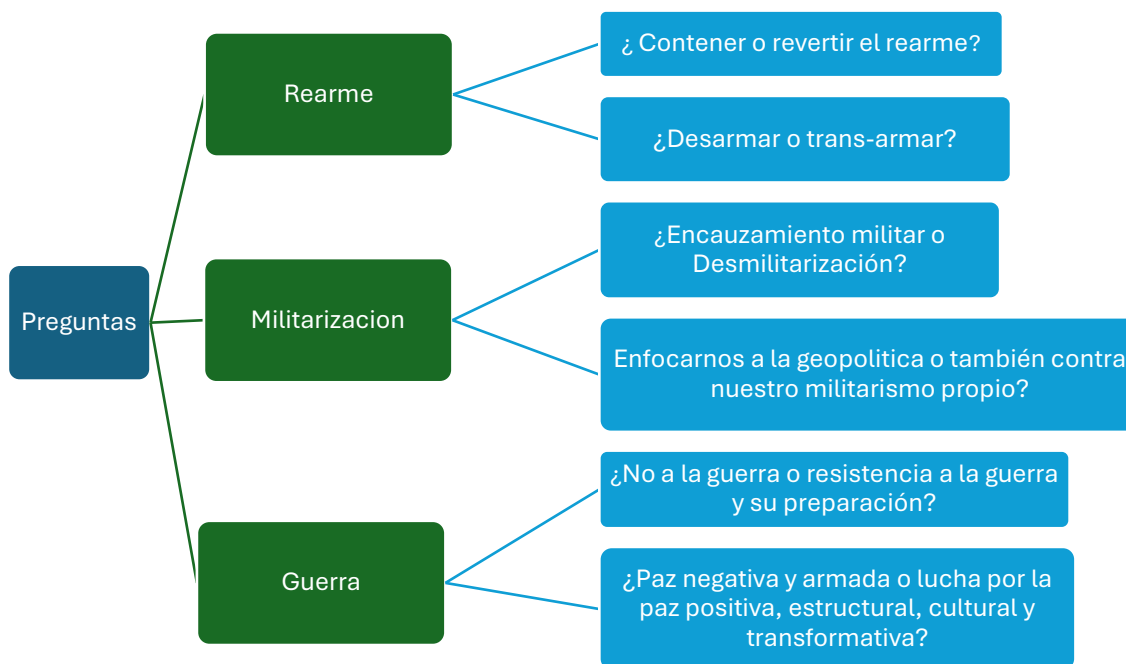 Preguntas
Rearme
¿ Contener o revertir el rearme?
¿Desarmar o trans-armar?
Militarizacion
¿Encauzamiento militar o
Desmilitarización?
Enfocarnos a la geopolitica o también contra
nuestro militarismo propio?
Guerra
¿No a la guerra o resistencia a la guerra
y su preparación?
¿Paz negativa y armada o lucha por la
paz positiva, estructural, cultural y
transformativa?